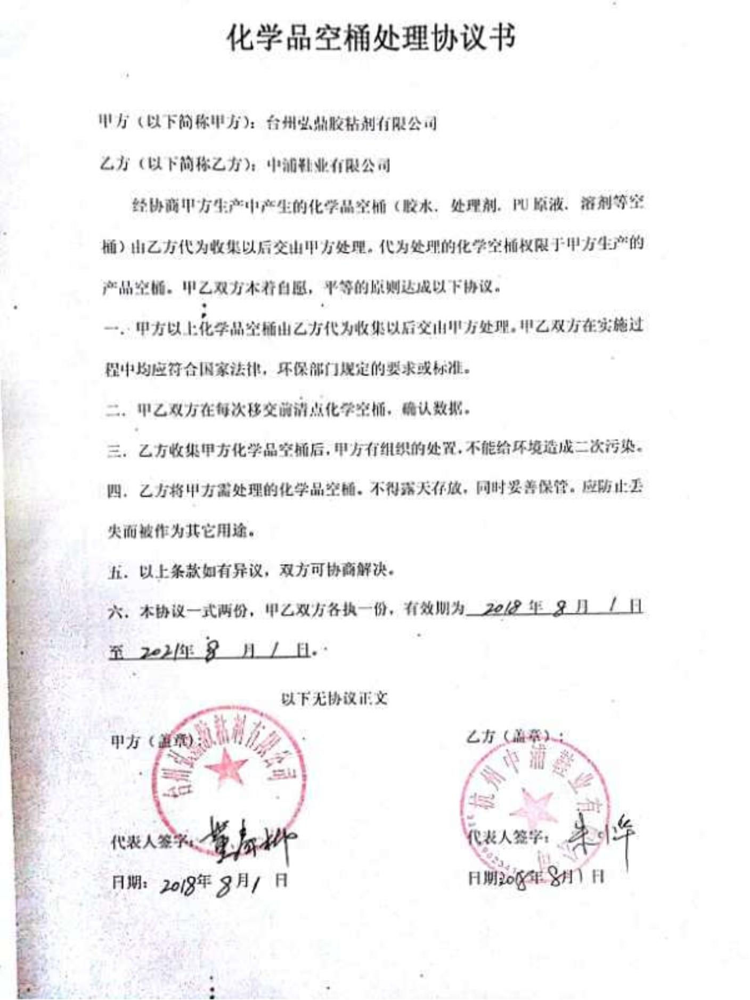 化学品空桶处理协议书
甲方（以下简称甲方）：台州弘鼎胶粘剂有限公司
乙方（以下简称乙方）：中浦鞋业有限公司
经协商甲方生产中产生的化学品空桶（胶水．处理剂．PU 原液．溶剂等空
桶）由乙方代为收集以后交由甲方处理。代为处理的化学空桶权限于甲方生产的
产品空桶。甲乙双方本着自愿，平等的原则达成以下协议。
一．甲方以上化学品空桶由乙方代为收集以后交由甲方处理。甲乙双方在实施过
程中均应符合国家法律，环保部门规定的要求或标准。
二．甲乙双方在每次移交前清点化学空桶，确认数据。
三．乙方收集甲方化学品空桶后，甲方有组织的处置，不能给环境造成二次污染。
四．乙方将甲方需处理的化学品空桶。不得露天存放，同时妥善保管。应防止丢
失而被作为其它用途。
五．以上条款如有异议，双方可协商解决。
六．本协议一式两份，甲乙双方各执一份，有效期为 2018 年 8 月 1 日
至 2021年 8 月 1 日。
以下无协议正文
甲方（盖章）： 乙方（盖章）：
台州弘鼎胶粘剂有限公司 杭州中浦鞋业有限公司
代表人签字： 代表人签字： 朱
日期： 2018年 8月1 日 日期：2018年 8月1日